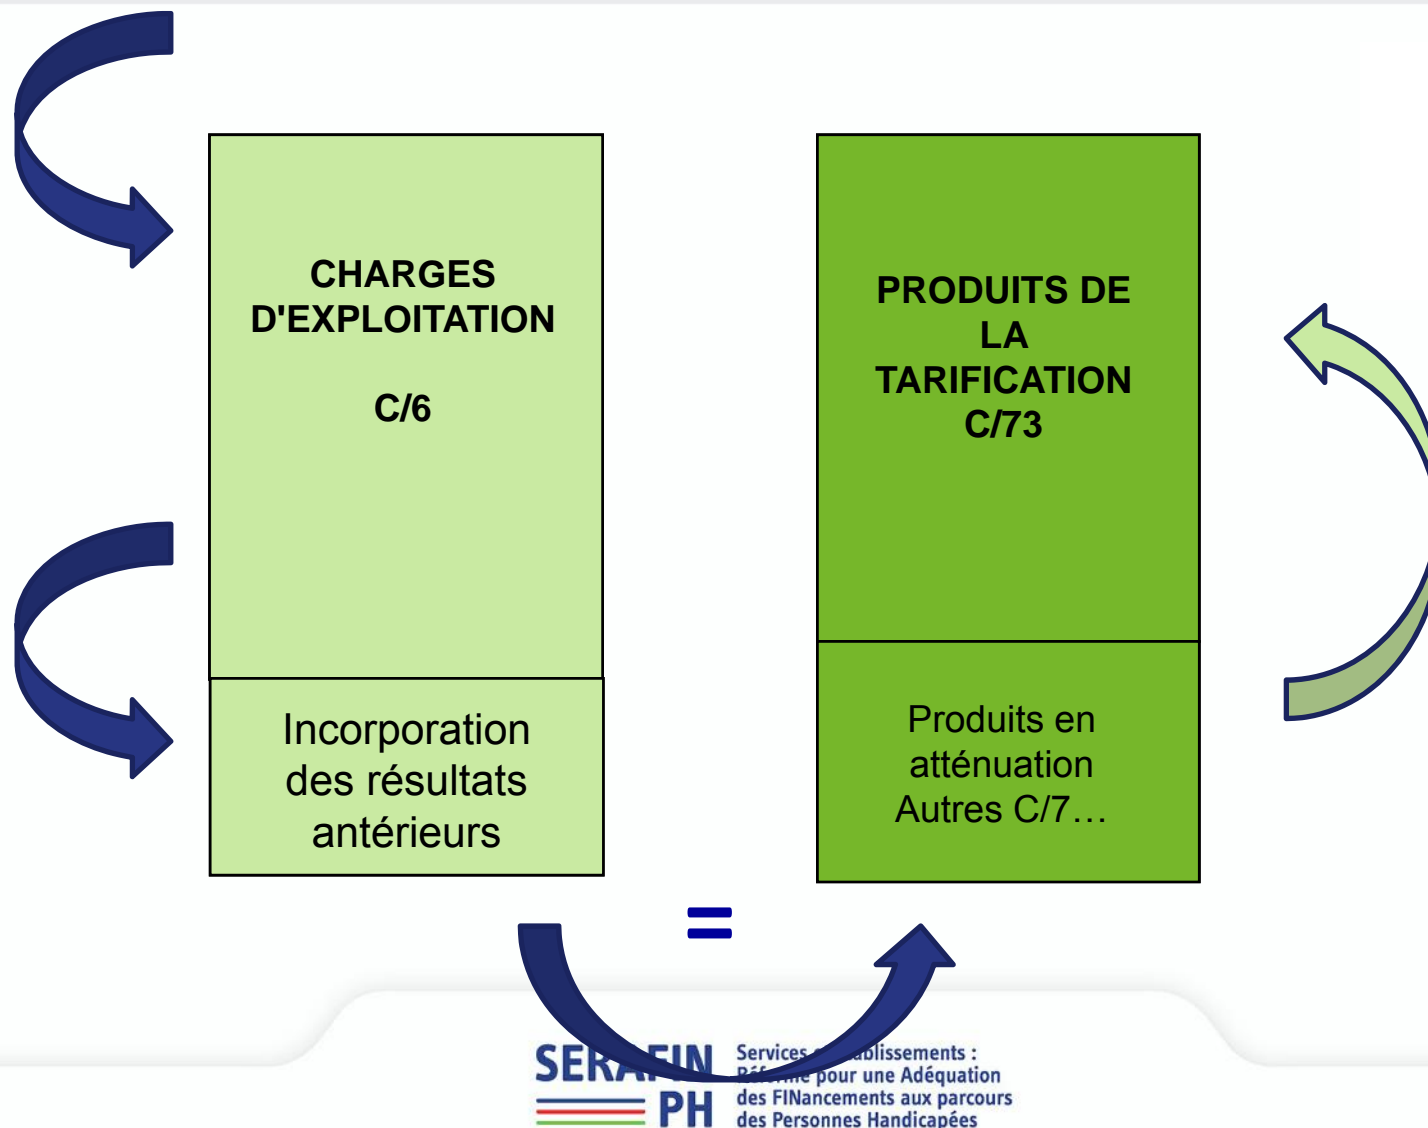 CHARGES
D'EXPLOITATION
C/6
Incorporation
des résultats
antérieurs
PRODUITS DE
LA
TARIFICATION
C/73
Produits en
atténuation
Autres C/7…
=
SERAFIN
PH
Services
pour une Adéquation
des FINancements aux parcours
des Personnes Handicapées